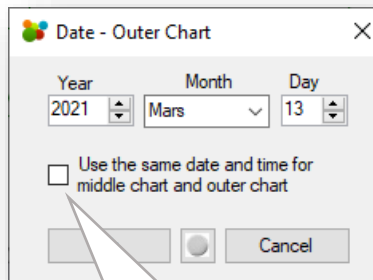 Date - Outer Chart
Year Month Day
2021 Mars 13
Use the same date and time for
middle chart and outer chart
Cancel